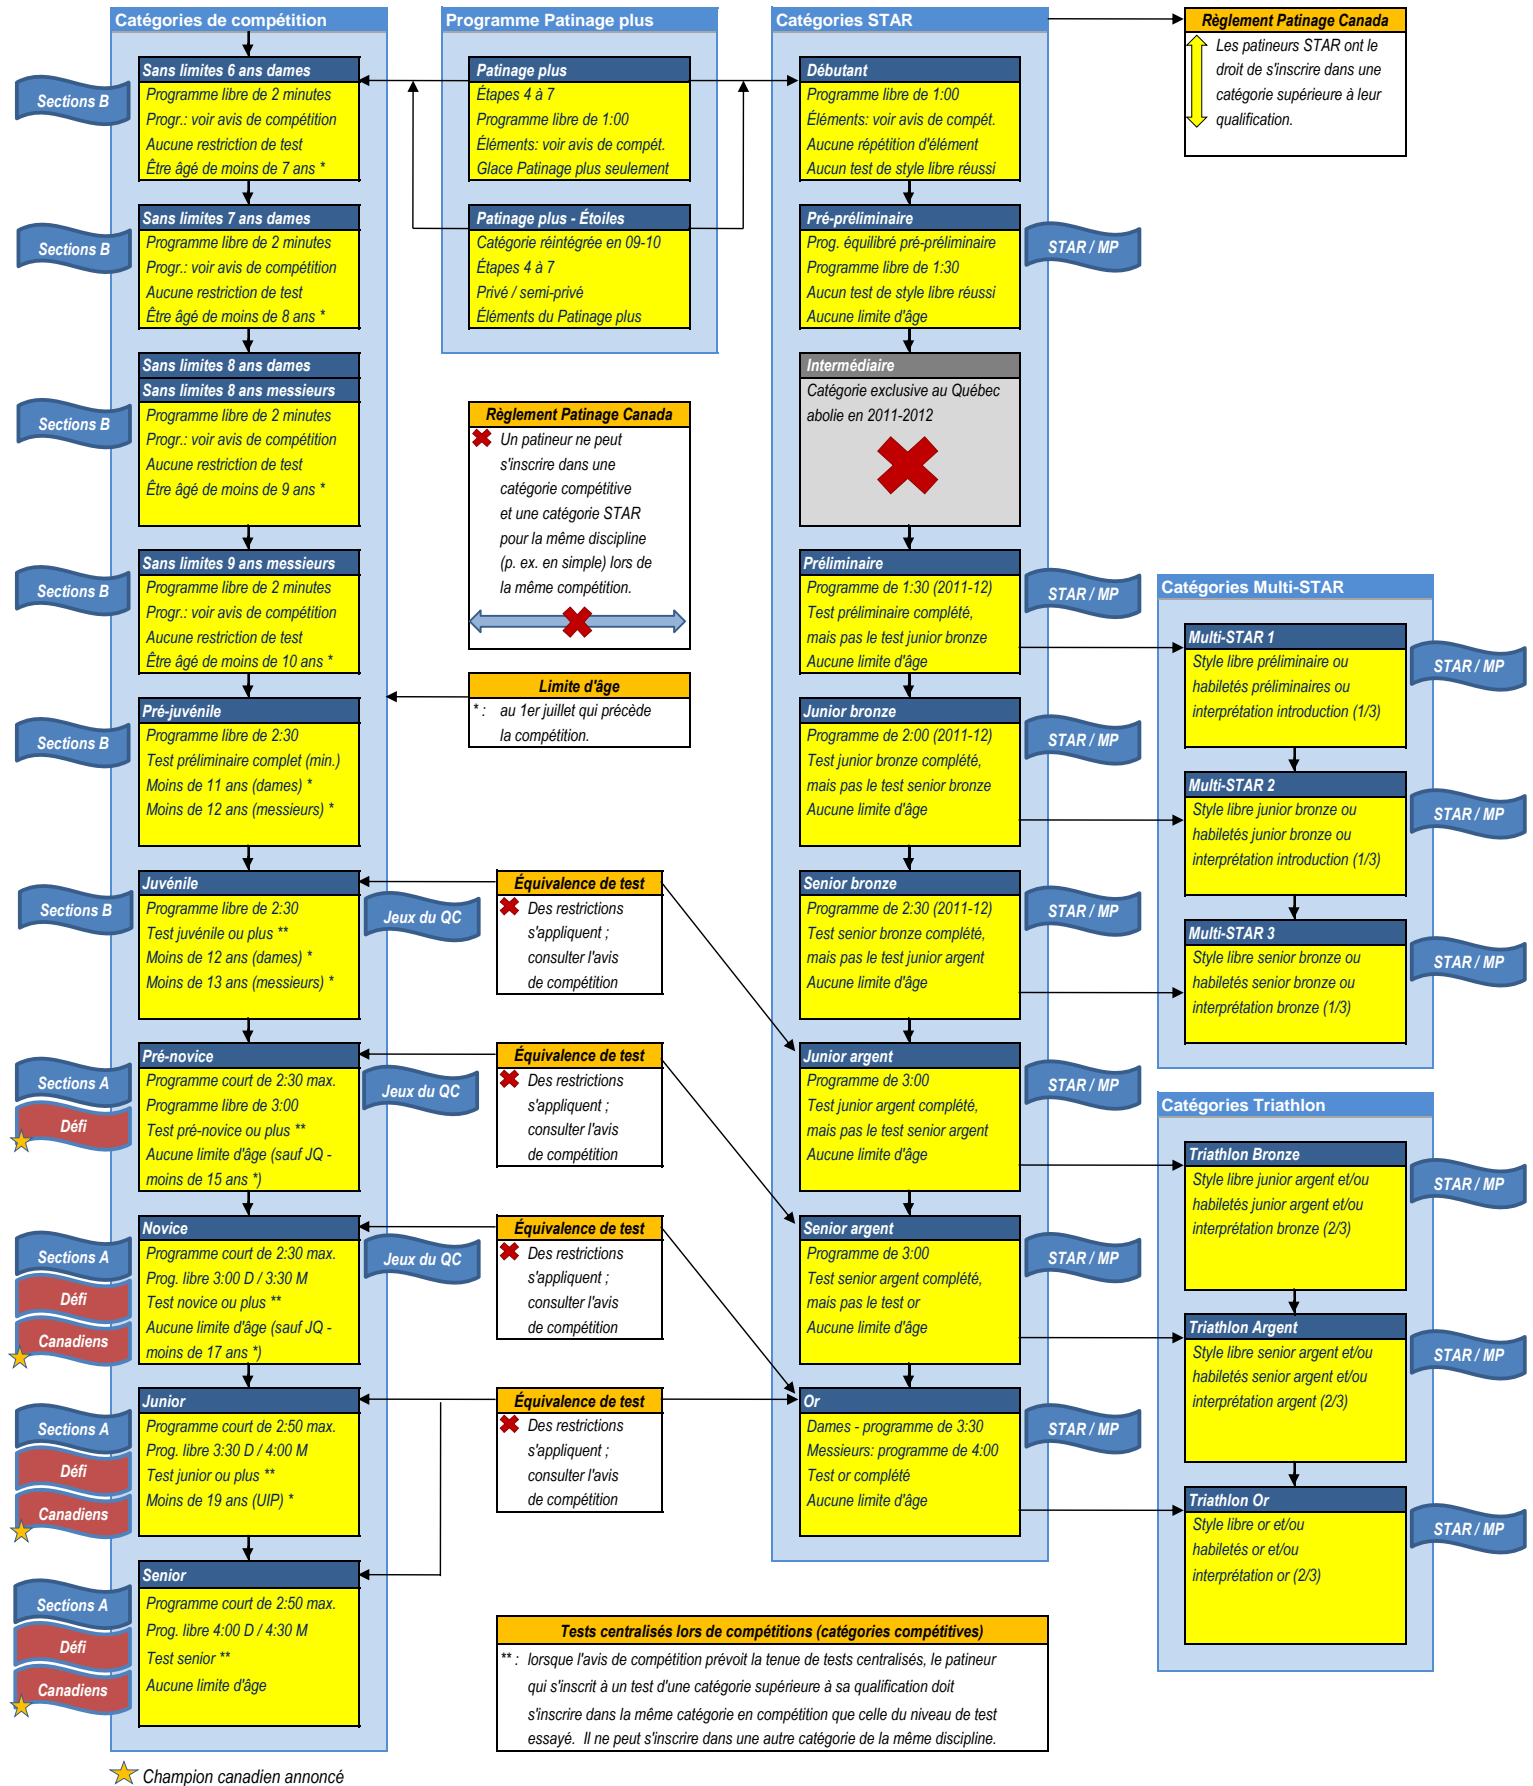 Catégories de compétition
Sans limites 6 ans dames
Programme libre de 2 minutes
Progr.: voir avis de compétition
Aucune restriction de test
Être âgé de moins de 7 ans *
Sections B
Sans limites 7 ans dames
Programme libre de 2 minutes
Progr.: voir avis de compétition
Aucune restriction de test
Être âgé de moins de 8 ans *
Sections B
Sans limites 8 ans dames
Sans limites 8 ans messieurs
Programme libre de 2 minutes
Progr.: voir avis de compétition
Aucune restriction de test
Être âgé de moins de 9 ans *
Sections B
Sans limites 9 ans messieurs
Programme libre de 2 minutes
Progr.: voir avis de compétition
Aucune restriction de test
Être âgé de moins de 10 ans *
Sections B
Pré-juvénile
Programme libre de 2:30
Test préliminaire complet (min.)
Moins de 11 ans (dames) *
Moins de 12 ans (messieurs) *
Sections B
Juvénile
Programme libre de 2:30
Test juvénile ou plus **
Moins de 12 ans (dames) *
Moins de 13 ans (messieurs) *
Sections B
Jeux du QC
Pré-novice
Programme court de 2:30 max.
Programme libre de 3:00
Test pré-novice ou plus **
Aucune limite d'âge (sauf JQ -
moins de 15 ans *)
Sections A
Défi
Jeux du QC
Novice
Programme court de 2:30 max.
Prog. libre 3:00 D / 3:30 M
Test novice ou plus **
Aucune limite d'âge (sauf JQ -
moins de 17 ans *)
Sections A
Défi
Canadiens
Jeux du QC
Junior
Programme court de 2:50 max.
Prog. libre 3:30 D / 4:00 M
Test junior ou plus **
Moins de 19 ans (UIP) *
Sections A
Défi
Canadiens
Senior
Programme court de 2:50 max.
Prog. libre 4:00 D / 4:30 M
Test senior **
Aucune limite d'âge
Sections A
Défi
Canadiens
Champion canadien annoncé
Programme Patinage plus
Patinage plus
Étapes 4 à 7
Programme libre de 1:00
Éléments: voir avis de compét.
Glace Patinage plus seulement
Patinage plus - Étoiles
Catégorie réintégrée en 09-10
Étapes 4 à 7
Privé / semi-privé
Éléments du Patinage plus
Règlement Patinage Canada
Un patineur ne peut
s'inscrire dans une
catégorie compétitive
et une catégorie STAR
pour la même discipline
(p. ex. en simple) lors de
la même compétition.
Limite d'âge
* : au 1er juillet qui précède
la compétition.
Équivalence de test
Des restrictions
s'appliquent ;
consulter l'avis
de compétition
Équivalence de test
Des restrictions
s'appliquent ;
consulter l'avis
de compétition
Équivalence de test
Des restrictions
s'appliquent ;
consulter l'avis
de compétition
Équivalence de test
Des restrictions
s'appliquent ;
consulter l'avis
de compétition
Tests centralisés lors de compétitions (catégories compétitives)
** : lorsque l'avis de compétition prévoit la tenue de tests centralisés, le patineur
qui s'inscrit à un test d'une catégorie supérieure à sa qualification doit
s'inscrire dans la même catégorie en compétition que celle du niveau de test
essayé. Il ne peut s'inscrire dans une autre catégorie de la même discipline.
Catégories STAR
Débutant
Programme libre de 1:00
Éléments: voir avis de compét.
Aucune répétition d'élément
Aucun test de style libre réussi
Pré-préliminaire
Prog. équilibré pré-préliminaire
Programme libre de 1:30
Aucun test de style libre réussi
Aucune limite d'âge
STAR / MP
Intermédiaire
Catégorie exclusive au Québec
abolie en 2011-2012
Préliminaire
Programme de 1:30 (2011-12)
Test préliminaire complété,
mais pas le test junior bronze
Aucune limite d'âge
STAR / MP
Junior bronze
Programme de 2:00 (2011-12)
Test junior bronze complété,
mais pas le test senior bronze
Aucune limite d'âge
STAR / MP
Senior bronze
Programme de 2:30 (2011-12)
Test senior bronze complété,
mais pas le test junior argent
Aucune limite d'âge
STAR / MP
Junior argent
Programme de 3:00
Test junior argent complété,
mais pas le test senior argent
Aucune limite d'âge
STAR / MP
Senior argent
Programme de 3:00
Test senior argent complété,
mais pas le test or
Aucune limite d'âge
STAR / MP
Or
Dames - programme de 3:30
Messieurs: programme de 4:00
Test or complété
Aucune limite d'âge
STAR / MP
Règlement Patinage Canada
Les patineurs STAR ont le
droit de s'inscrire dans une
catégorie supérieure à leur
qualification.
Catégories Multi-STAR
Multi-STAR 1
Style libre préliminaire ou
habiletés préliminaires ou
interprétation introduction (1/3)
STAR / MP
Multi-STAR 2
Style libre junior bronze ou
habiletés junior bronze ou
interprétation introduction (1/3)
STAR / MP
Multi-STAR 3
Style libre senior bronze ou
habiletés senior bronze ou
interprétation bronze (1/3)
STAR / MP
Catégories Triathlon
Triathlon Bronze
Style libre junior argent et/ou
habiletés junior argent et/ou
interprétation bronze (2/3)
STAR / MP
Triathlon Argent
Style libre senior argent et/ou
habiletés senior argent et/ou
interprétation argent (2/3)
STAR / MP
Triathlon Or
Style libre or et/ou
habiletés or et/ou
interprétation or (2/3)
STAR / MP